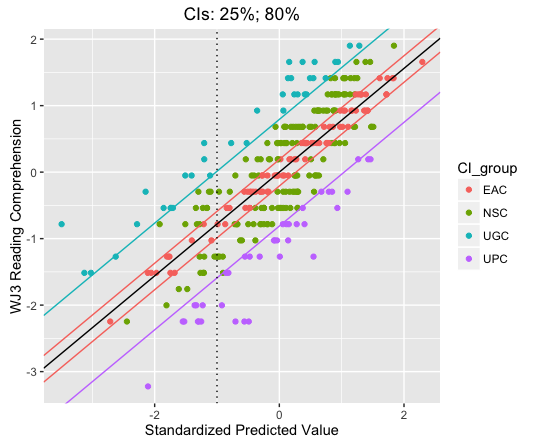 CIs: 25%; 80%
2
1
0
-1
-2
-3
WJ3 Reading Comprehension
-2
0
2
Standardized Predicted Value
CI_group
EAC
NSC
UGC
UPC